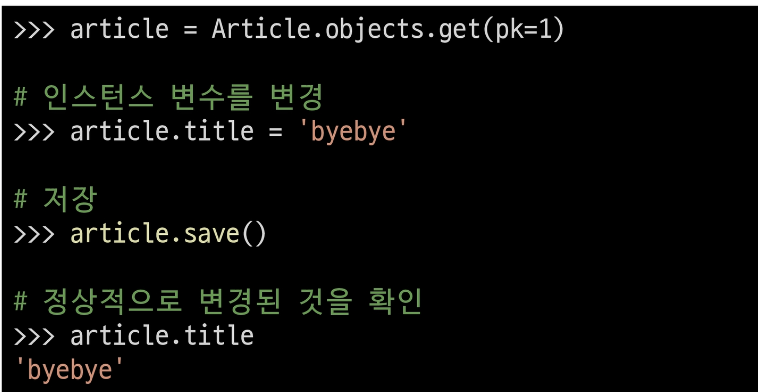 >>> article = Article.objects.get(pk=1)
# 인스턴스 변수를 변경
>>> article.title = 'byebye'
# 저장
>>> article.save()
# 정상적으로 변경된 것을 확인
>>> article.title
'byebye'